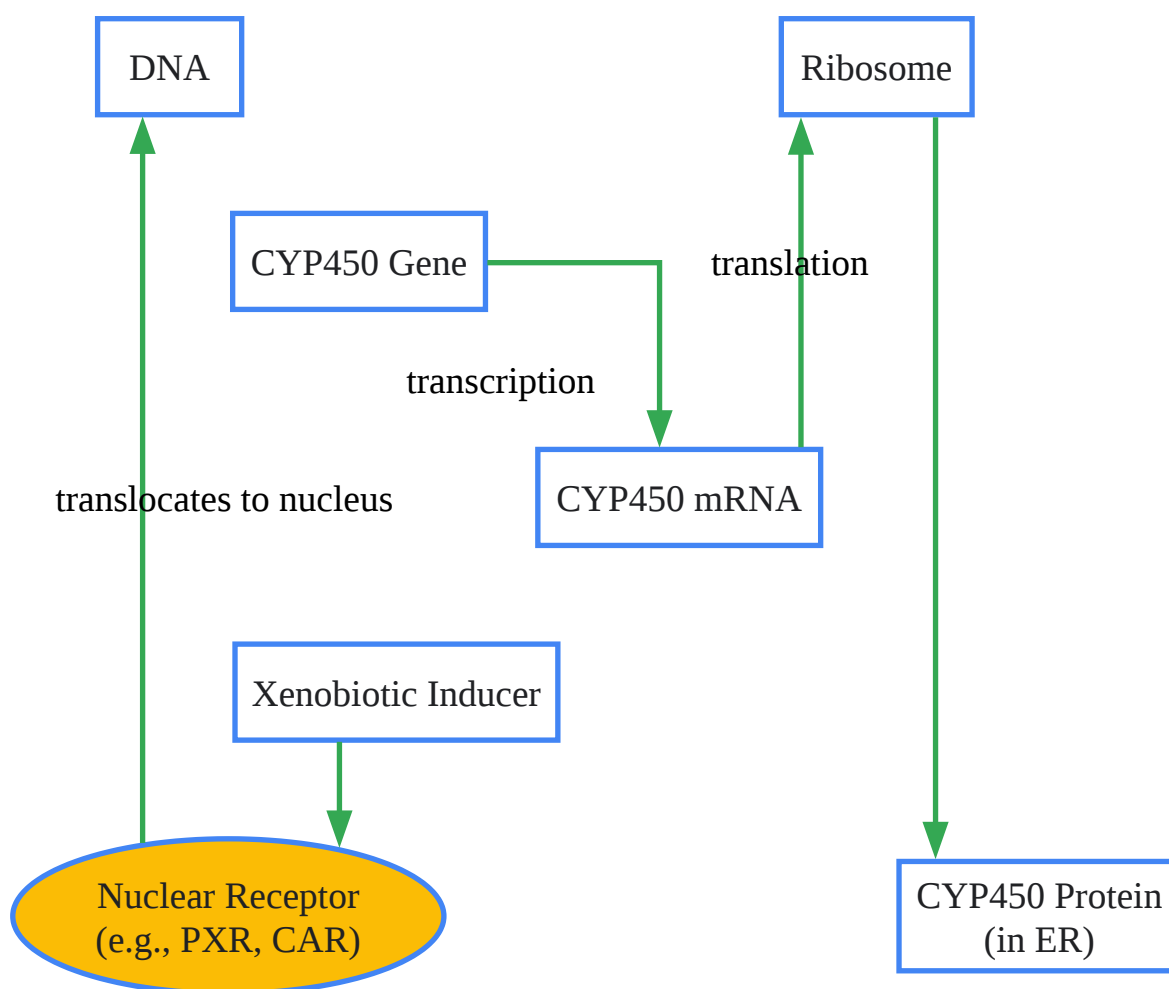 DNA
Ribosome
CYP450 Gene
translation
transcription
translocates to nucleus
CYP450 mRNA
Xenobiotic Inducer
Nuclear Receptor
(e.g., PXR, CAR)
CYP450 Protein
(in ER)